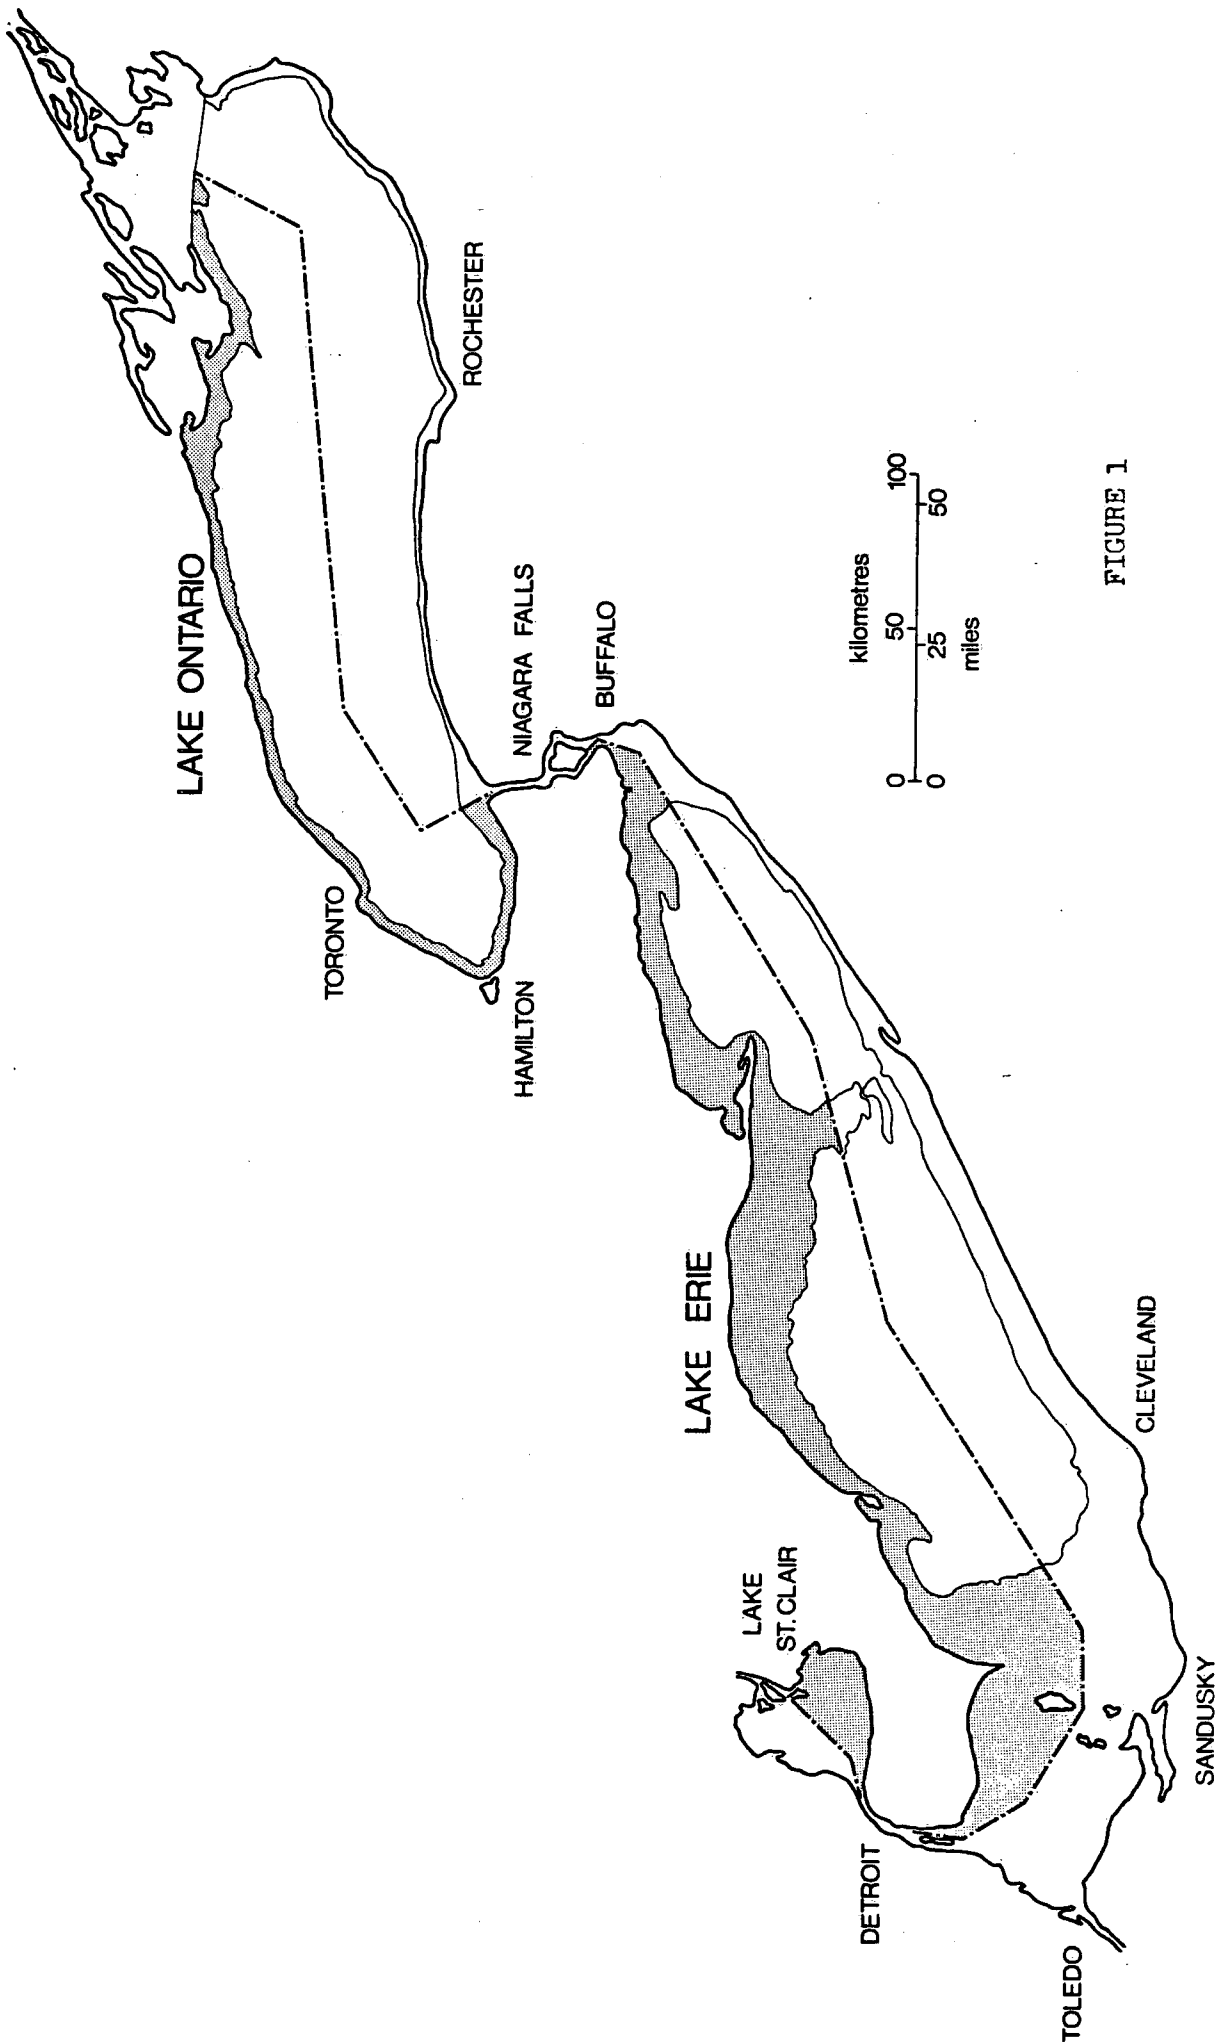 LAKE ONTARIO
TORONTO
HAMILTON
ROCHESTER
NIAGARA FALLS
BUFFALO
LAKE ERIE
LAKE
ST. CLAIR
DETROIT
TOLEDO
SANDUSKY
CLEVELAND
kilometres
0 50 100
0 25 50
miles
FIGURE 1